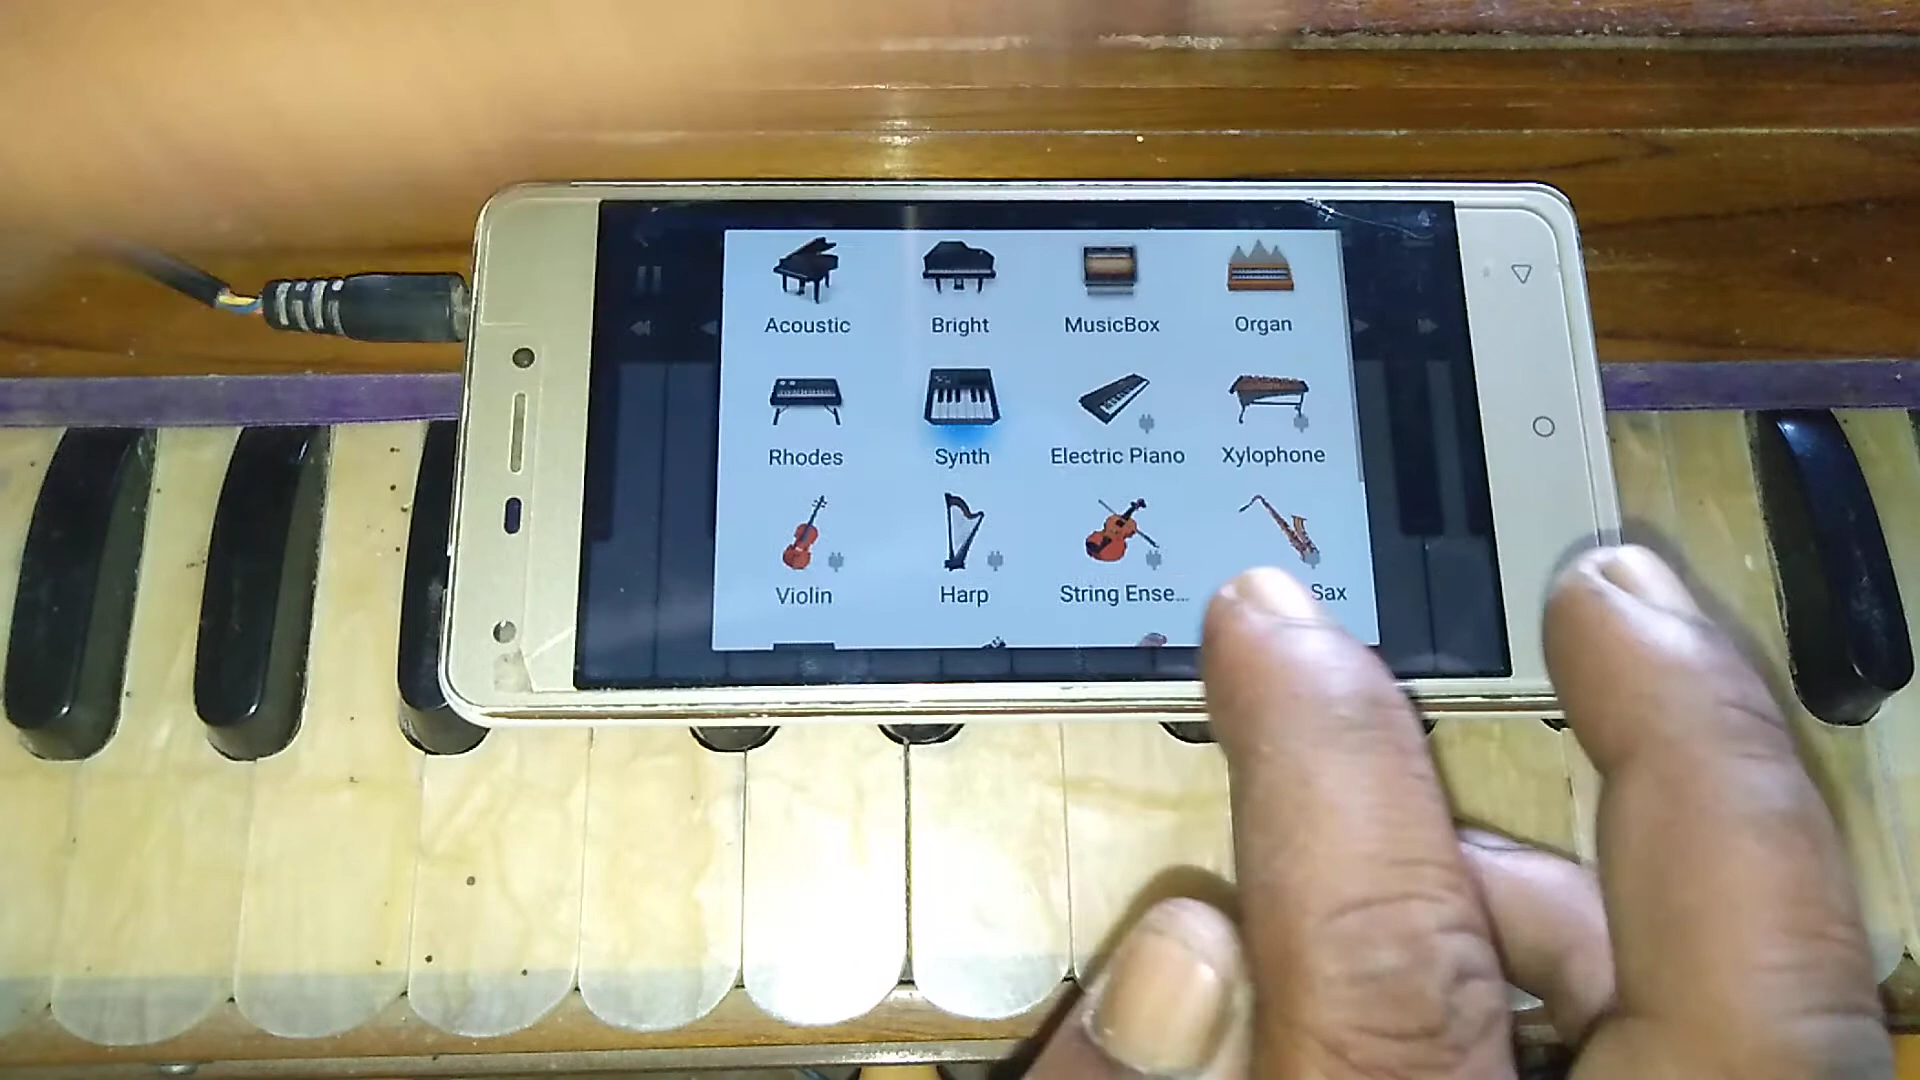 Acoustic Bright MusicBox Organ
Rhodes Synth Electric Piano Xylophone
Violin Harp String Ense... Sax